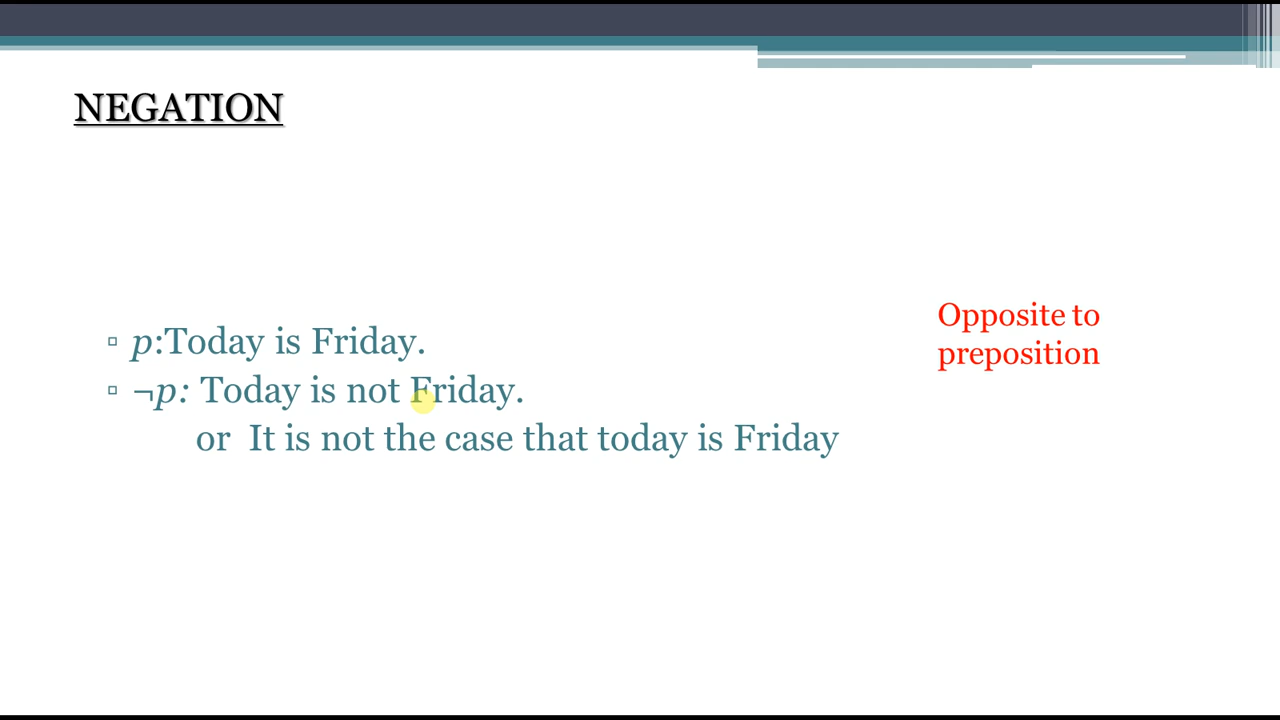 NEGATION
▫ p:Today is Friday.
▫ ¬p: Today is not Friday.
or It is not the case that today is Friday
Opposite to
preposition